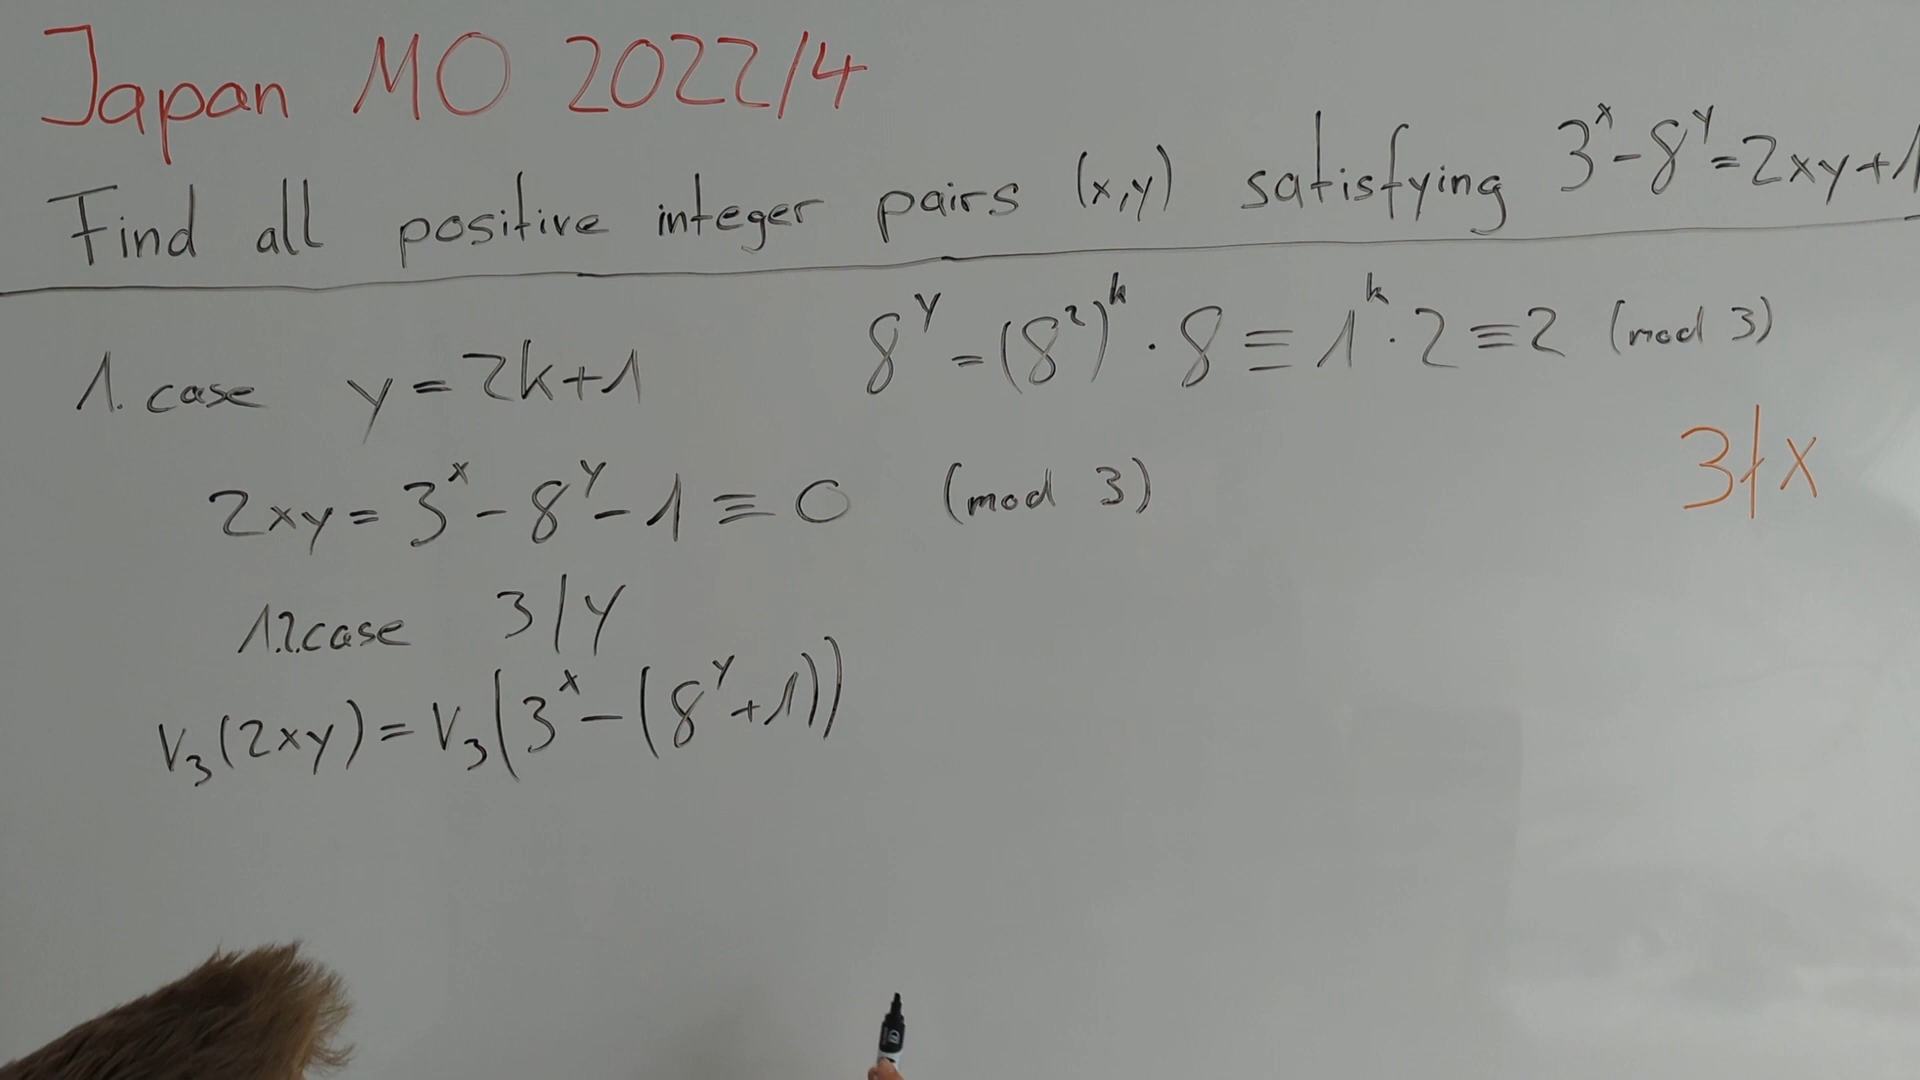 Japan MO 2022/4
Find all positive integer pairs (x,y) satisfying 3^x - 8^y = 2xy + 1
1. case y = 2k+1 8^y = (8^2)^k · 8 ≡ 1^k · 2 ≡ 2 (mod 3)
2xy = 3^x - 8^y - 1 ≡ 0 (mod 3) 3∤x
1.2.case 3|y
V_3(2xy) = V_3(3^x - (8^y + 1))